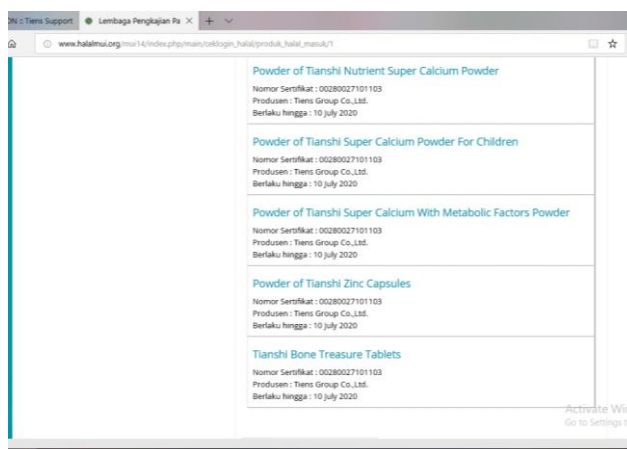 ON :: Tiens Support
Lembaga Pengkajian Pa
www.halalmui.org/mui14/index.php/main/ceklogin_halal/produk_halal_masuk/1
Powder of Tianshi Nutrient Super Calcium Powder
Nomor Sertifikat : 00280027101103
Produsen : Tiens Group Co.,Ltd.
Berlaku hingga : 10 July 2020
Powder of Tianshi Super Calcium Powder For Children
Nomor Sertifikat : 00280027101103
Produsen : Tiens Group Co.,Ltd.
Berlaku hingga : 10 July 2020
Powder of Tianshi Super Calcium With Metabolic Factors Powder
Nomor Sertifikat : 00280027101103
Produsen : Tiens Group Co.,Ltd.
Berlaku hingga : 10 July 2020
Powder of Tianshi Zinc Capsules
Nomor Sertifikat : 00280027101103
Produsen : Tiens Group Co.,Ltd.
Berlaku hingga : 10 July 2020
Tianshi Bone Treasure Tablets
Nomor Sertifikat : 00280027101103
Produsen : Tiens Group Co.,Ltd.
Berlaku hingga : 10 July 2020
Activate Wi
Go to Settings t